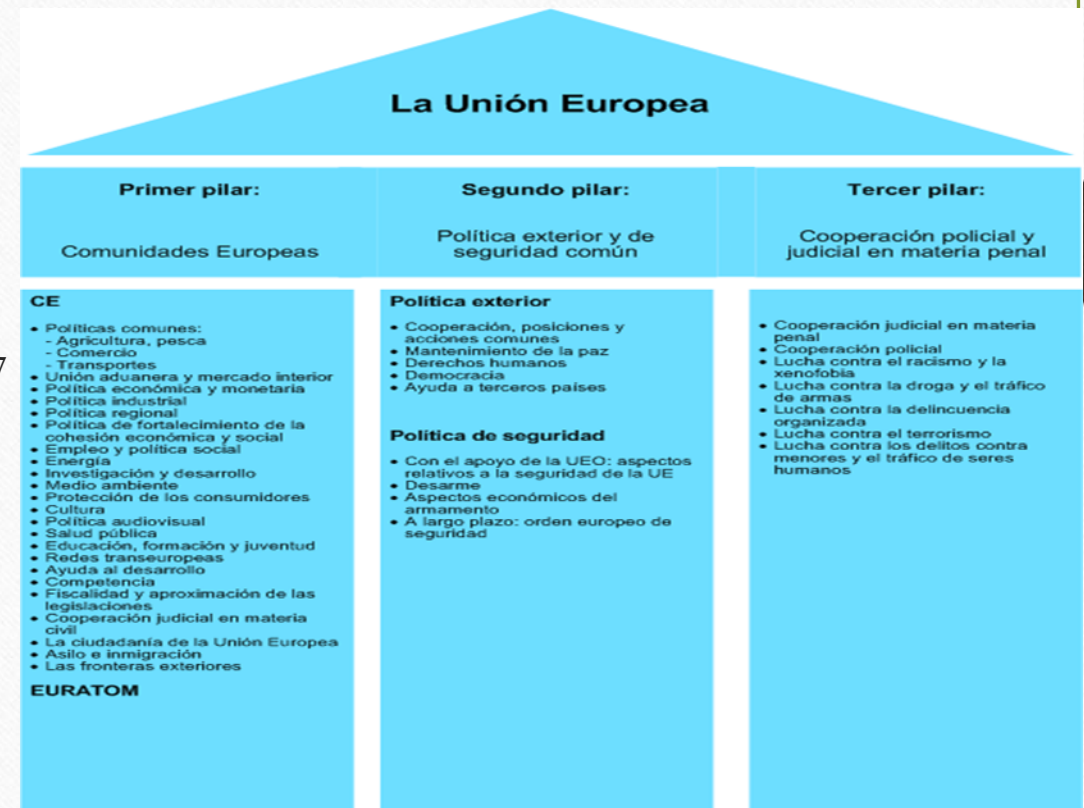 La Unión Europea
Primer pilar:
Comunidades Europeas
Segundo pilar:
Política exterior y de
seguridad común
Tercer pilar:
Cooperación policial y
judicial en materia penal
CE
• Políticas comunes:
- Agricultura, pesca
- Comercio
- Transportes
• Unión aduanera y mercado interior
• Política económica y monetaria
• Política industrial
• Política regional
• Política de fortalecimiento de la
cohesión económica y social
• Empleo y política social
• Energía
• Investigación y desarrollo
• Medio ambiente
• Protección de los consumidores
• Cultura
• Política audiovisual
• Salud pública
• Educación, formación y juventud
• Redes transeuropeas
• Ayuda al desarrollo
• Competencia
• Fiscalidad y aproximación de las
legislaciones
• Cooperación judicial en materia
civil
• La ciudadanía de la Unión Europea
• Asilo e inmigración
• Las fronteras exteriores
EURATOM
Política exterior
• Cooperación, posiciones y
acciones comunes
• Mantenimiento de la paz
• Derechos humanos
• Democracia
• Ayuda a terceros países
Política de seguridad
• Con el apoyo de la UEO: aspectos
relativos a la seguridad de la UE
• Desarme
• Aspectos económicos del
armamento
• A largo plazo: orden europeo de
seguridad
• Cooperación judicial en materia
penal
• Cooperación policial
• Lucha contra el racismo y la
xenofobia
• Lucha contra la droga y el tráfico
de armas
• Lucha contra la delincuencia
organizada
• Lucha contra el terrorismo
• Lucha contra los delitos contra
menores y el tráfico de seres
humanos